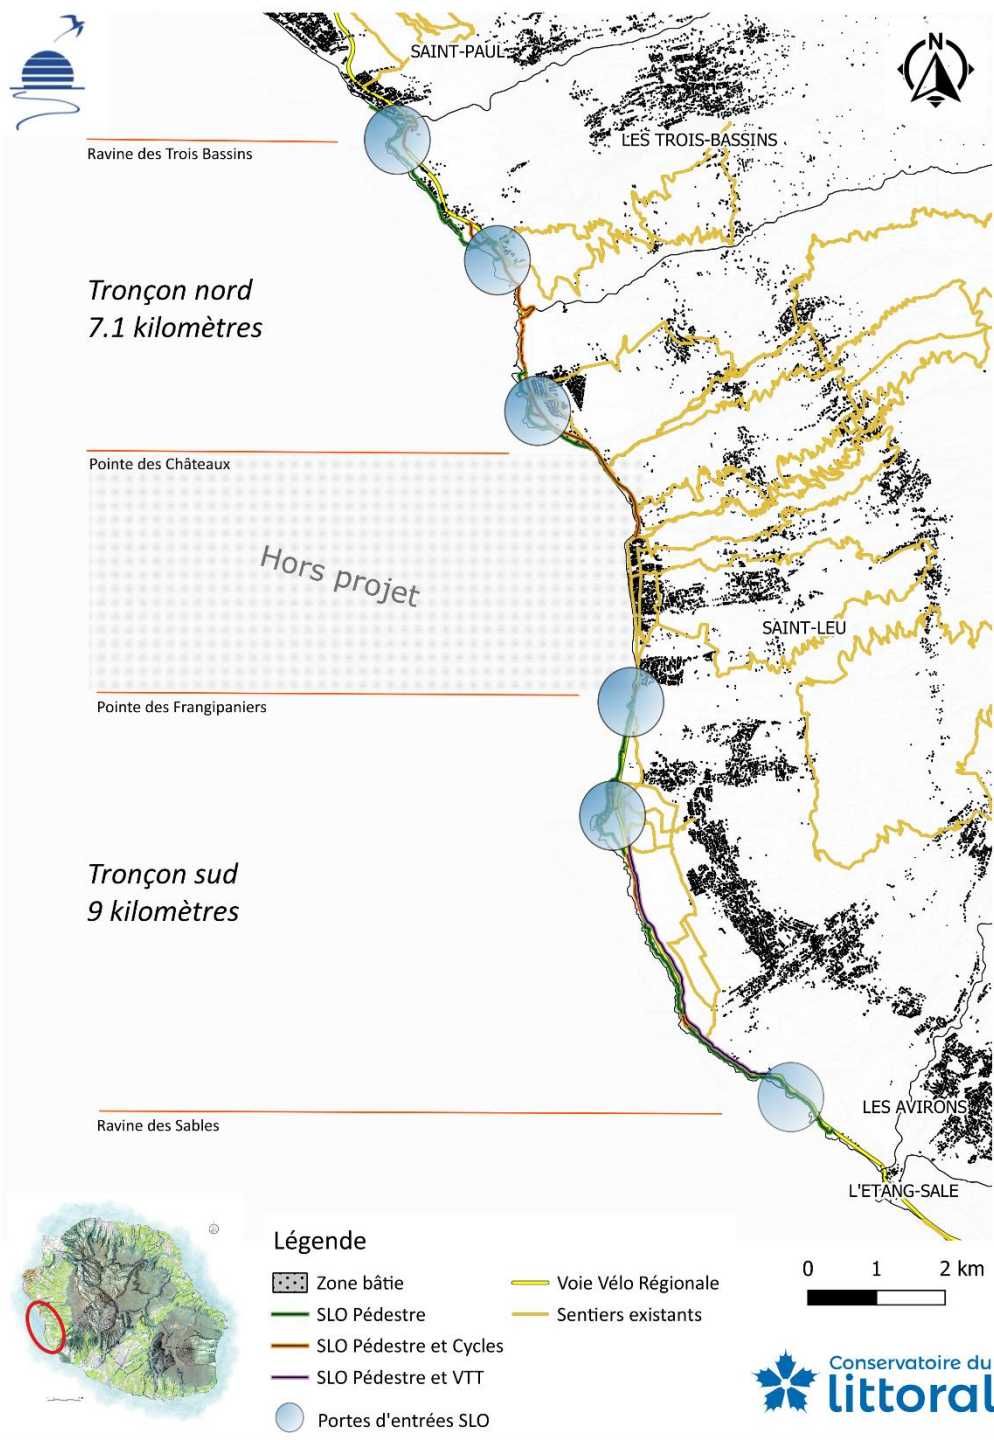 SAINT-PAUL
N
LES TROIS-BASSINS
Ravine des Trois Bassins
Tronçon nord
7.1 kilomètres
Pointe des Châteaux
Hors projet
SAINT-LEU
Pointe des Frangipaniers
Tronçon sud
9 kilomètres
LES AVIRONS
Ravine des Sables
L'ETANG-SALE
Légende
Zone bâtie
SLO Pédestre
SLO Pédestre et Cycles
SLO Pédestre et VTT
Portes d'entrées SLO
Voie Vélo Régionale
Sentiers existants
0 1 2 km
Conservatoire du
littoral